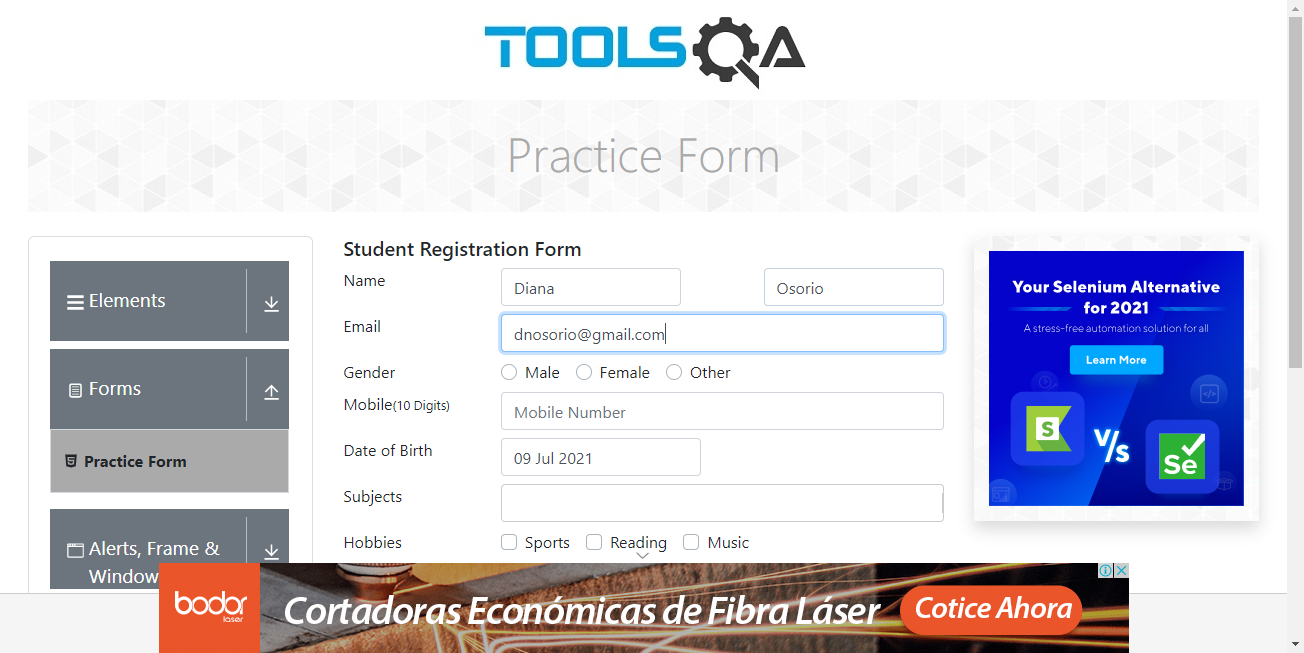 TOOLSQA
Practice Form
Elements
Forms
Practice Form
Alerts, Frame &
Window
Student Registration Form
Name
Diana
Osorio
Email
dnosorio@gmail.com
Gender
Male
Female
Other
Mobile(10 Digits)
Mobile Number
Date of Birth
09 Jul 2021
Subjects
Hobbies
Sports
Reading
Music
Your Selenium Alternative
for 2021
A stress-free automation solution for all
Learn More
S
V/s
Se
bodor
laser
Cortadoras Económicas de Fibra Láser
Cotice Ahora